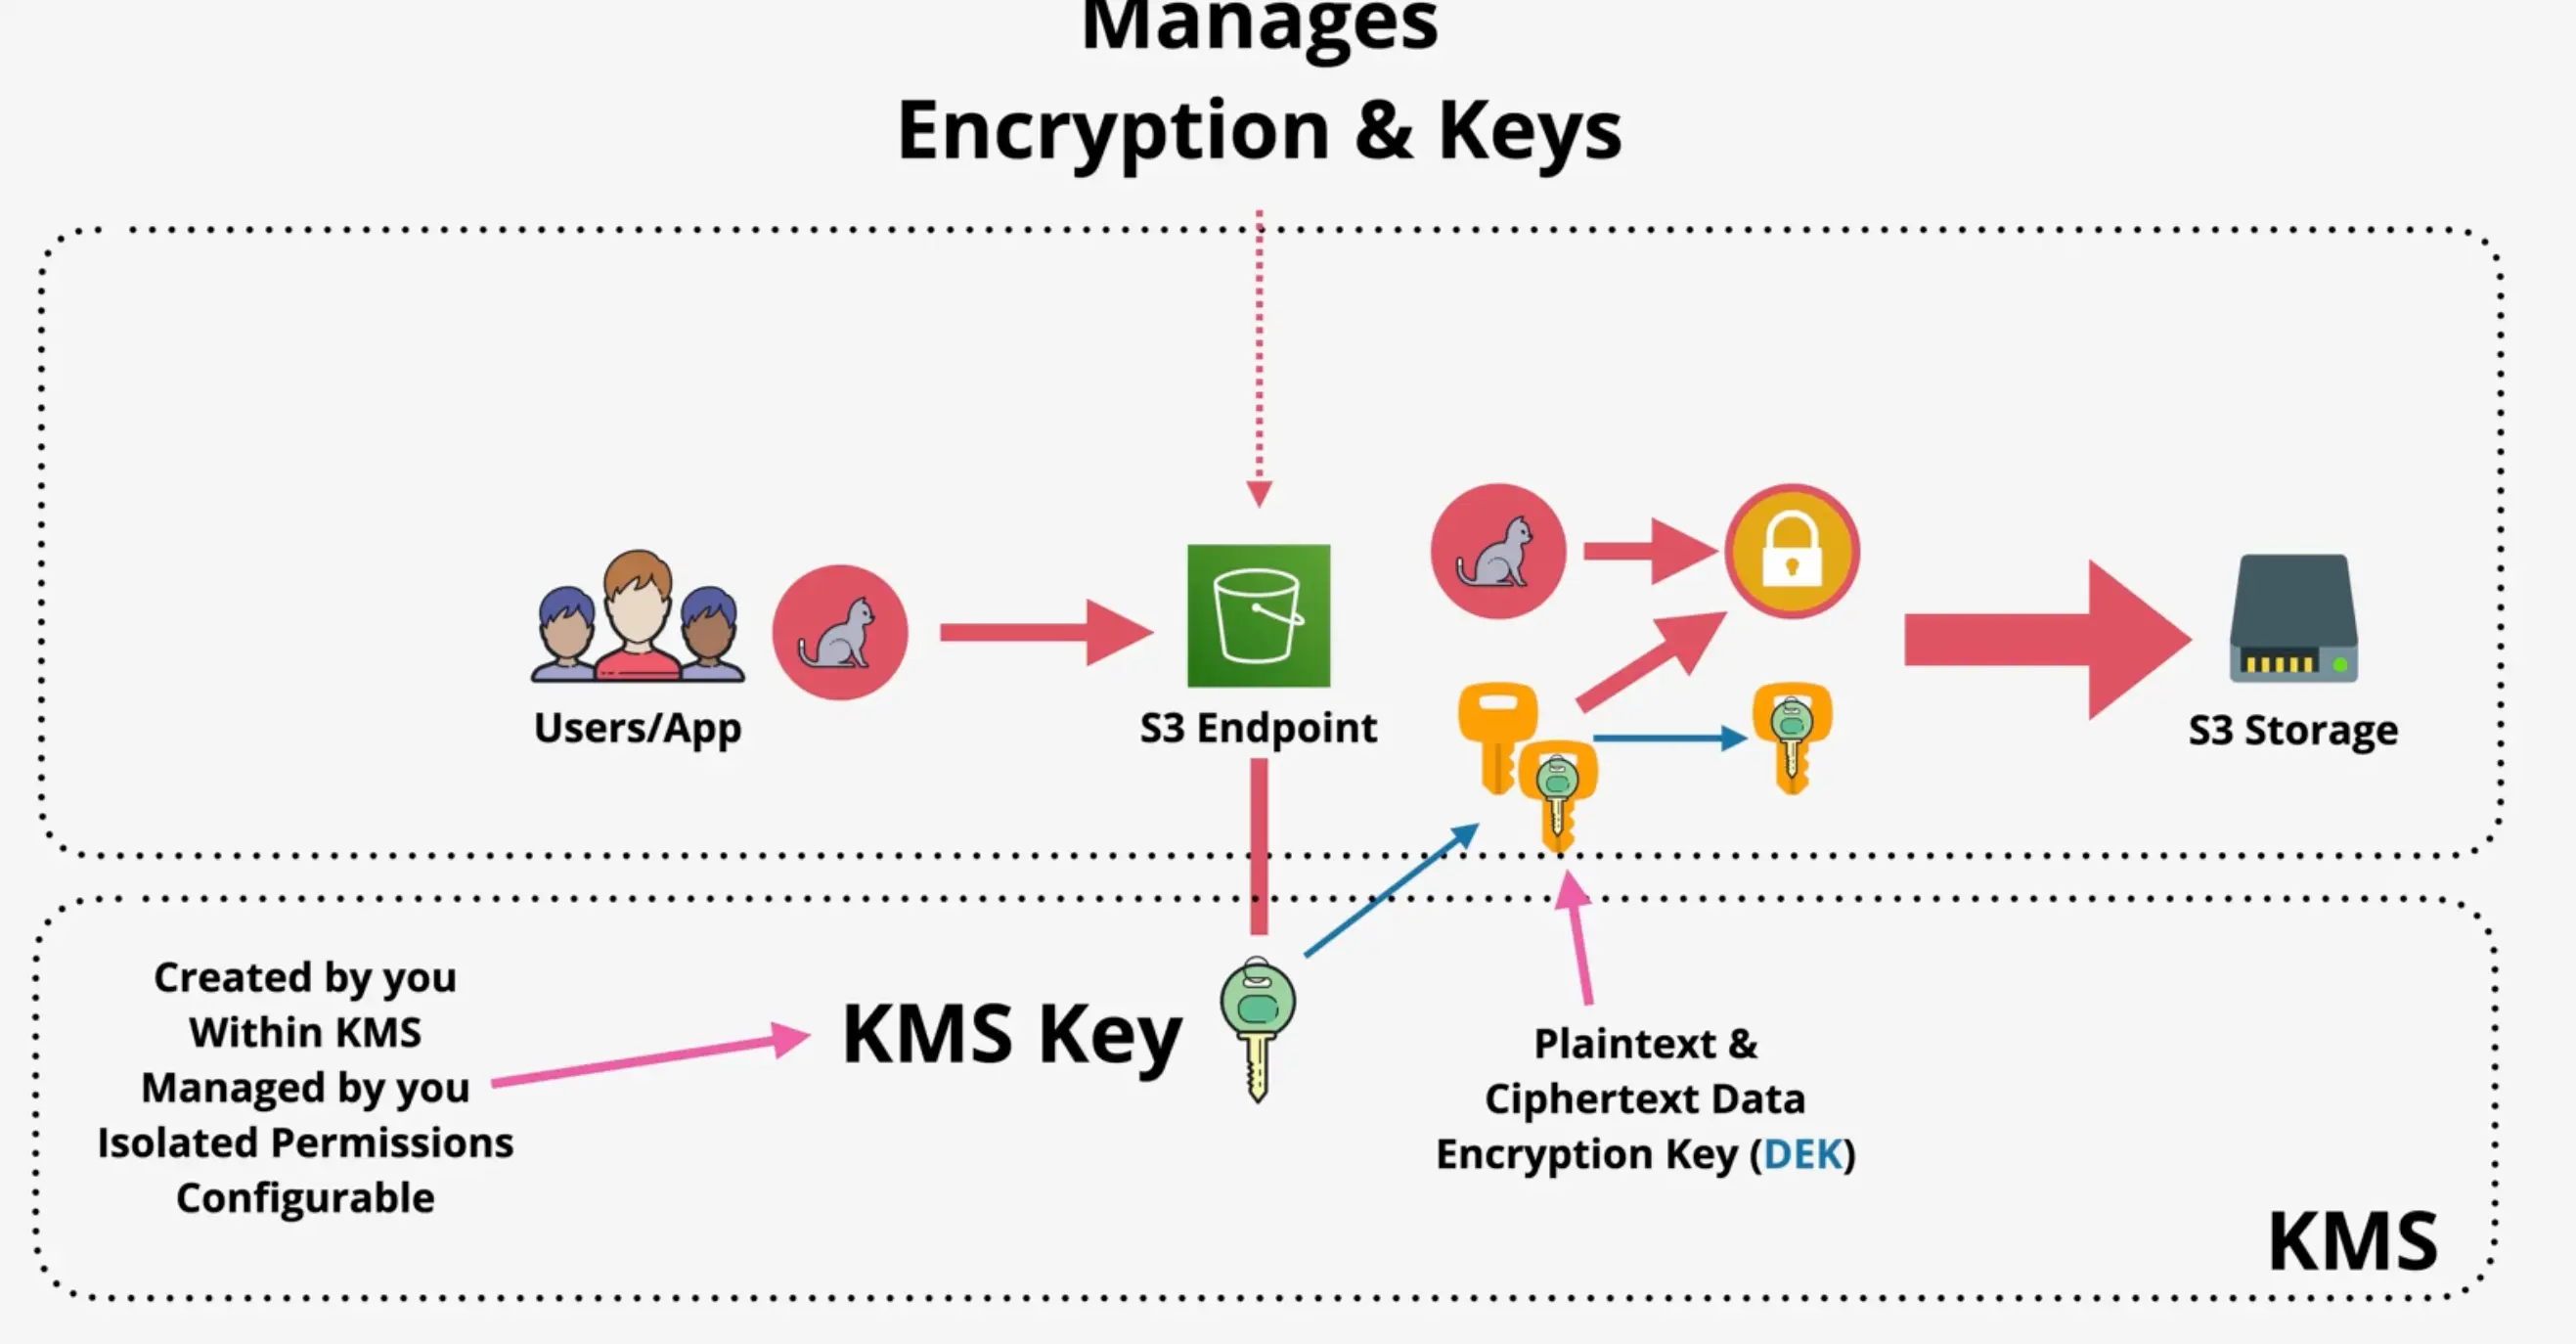 Manages
Encryption & Keys
Users/App
S3 Endpoint
S3 Storage
Created by you
Within KMS
Managed by you
Isolated Permissions
Configurable
KMS Key
Plaintext &
Ciphertext Data
Encryption Key (DEK)
KMS